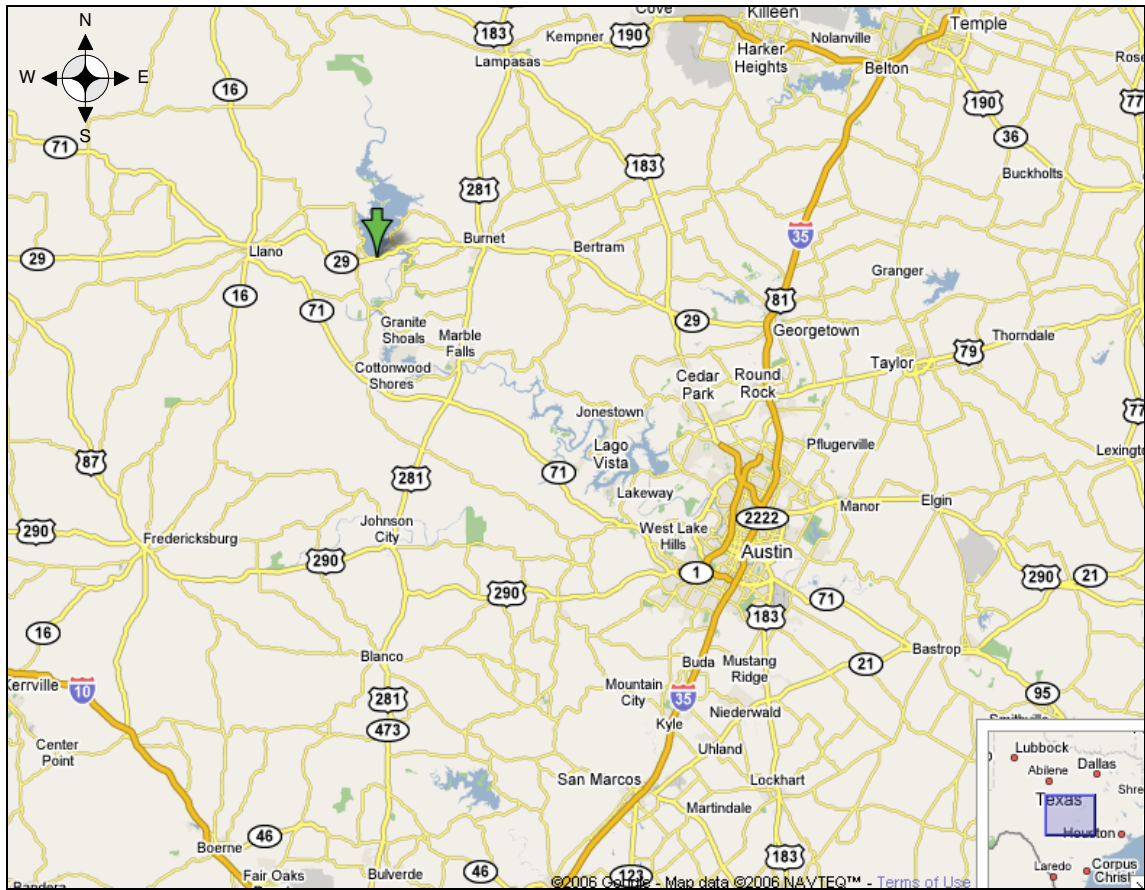 N
W
E
S
183
Cove
Kempner
190
Killeen
Nolanville
Temple
Harker
Heights
Belton
Lampasas
16
71
190
77
36
Buckholts
183
281
Llano
29
29
Burnet
Bertram
35
Granger
16
71
81
29
Georgetown
Granite
Shoals
Marble
Falls
Cottonwood
Shores
Thorndale
79
Taylor
Cedar
Park
Round
Rock
77
Jonestown
Lago
Vista
Pflugerville
87
281
71
Lakeway
Manor
Elgin
290
Fredericksburg
Johnson
City
290
2222
West Lake
Hills
Austin
1
290
290
21
71
183
16
Blanco
Buda
Mustang
Ridge
21
Bastrop
Kerrville
10
281
473
Mountain
City
35
Kyle
Niederwald
95
Center
Point
Uhland
San Marcos
Lockhart
Martindale
46
Boerne
Fair Oaks
Bulverde
46
123
183
Lubbock
Abilene
Dallas
Texas
Houston
Laredo
Corpus
Christ
©2006 Google - Map data ©2006 NAVTEQ™ - Terms of Use